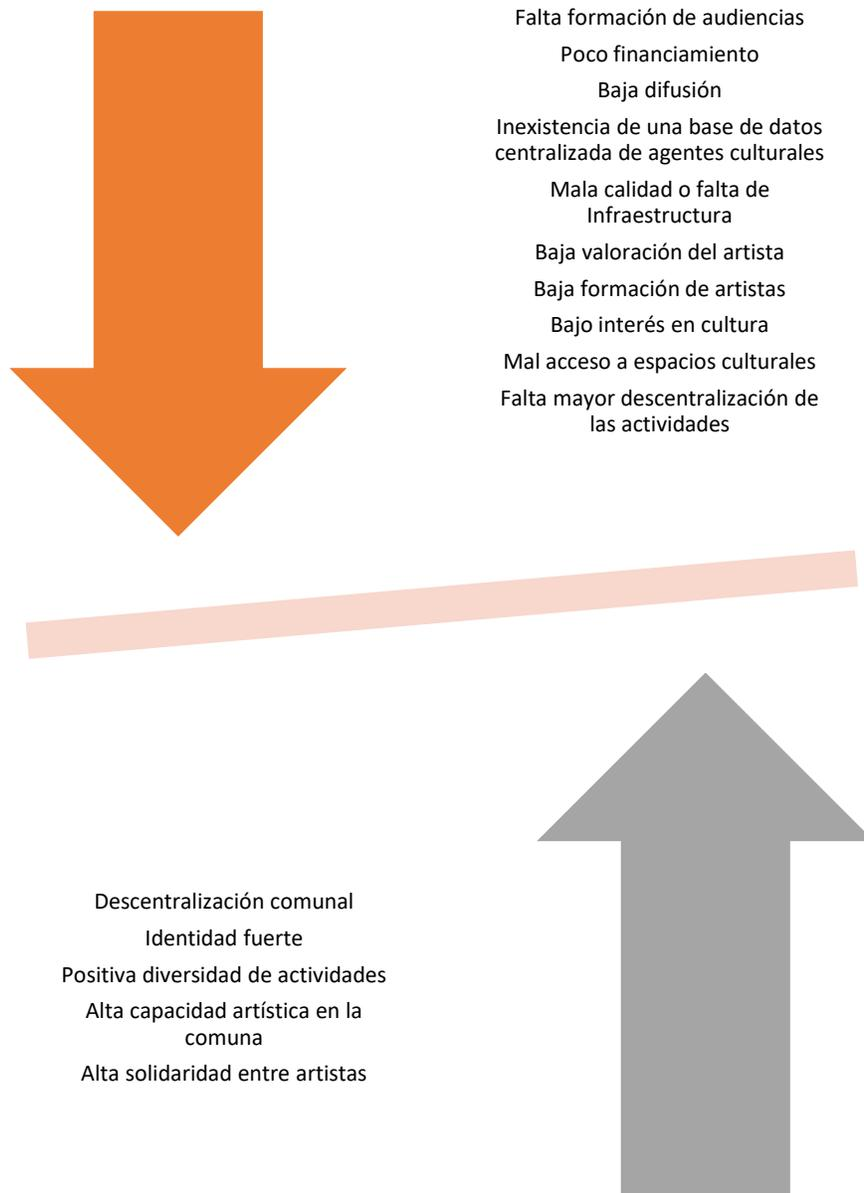 Falta formación de audiencias
Poco financiamiento
Baja difusión
Inexistencia de una base de datos
centralizada de agentes culturales
Mala calidad o falta de
Infraestructura
Baja valoración del artista
Baja formación de artistas
Bajo interés en cultura
Mal acceso a espacios culturales
Falta mayor descentralización de
las actividades
Descentralización comunal
Identidad fuerte
Positiva diversidad de actividades
Alta capacidad artística en la
comuna
Alta solidaridad entre artistas